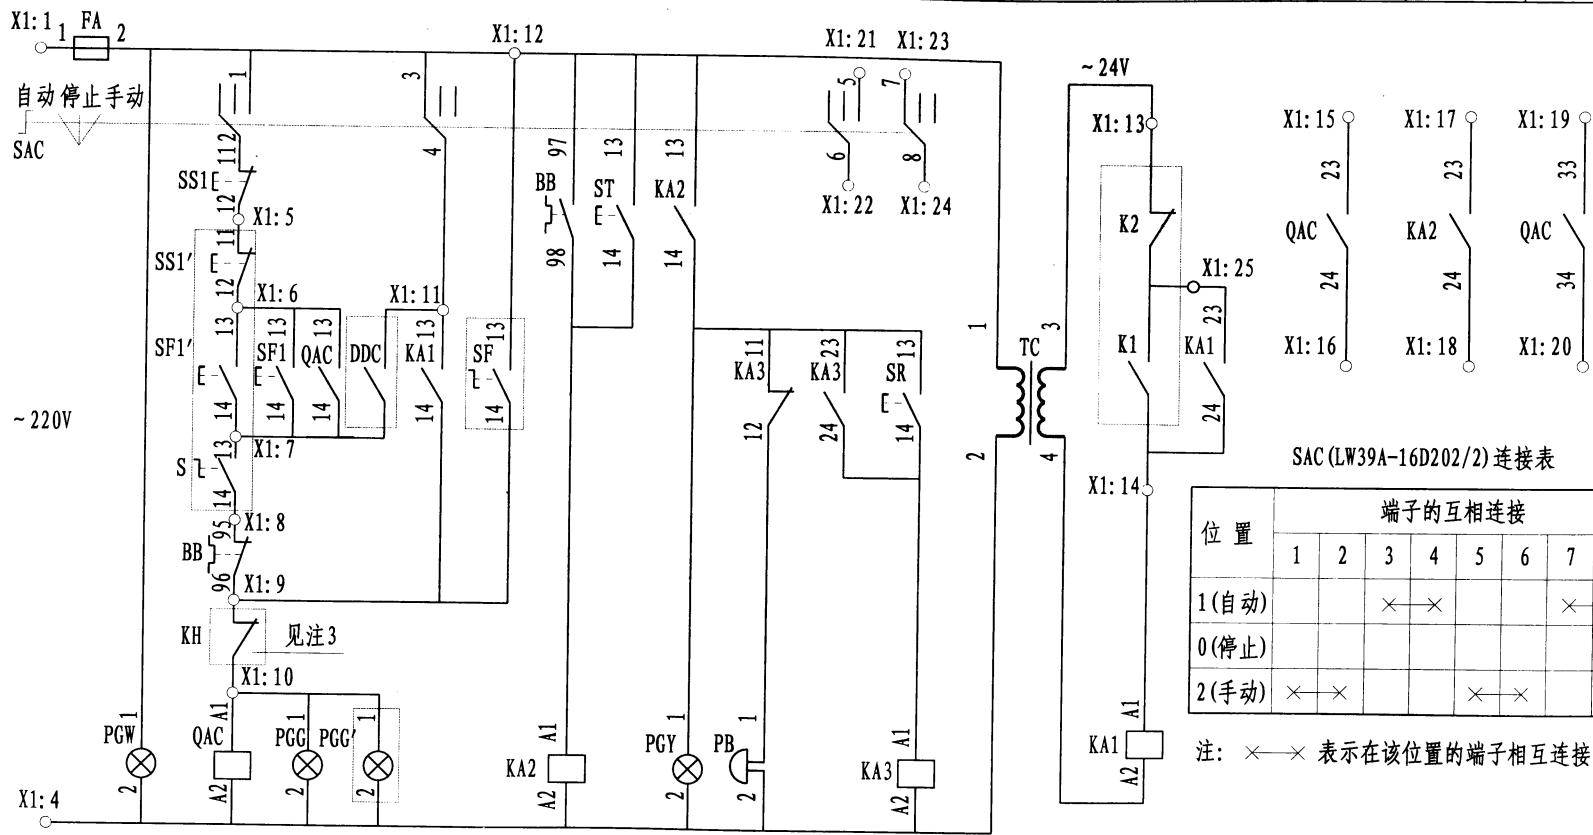 X1:1 1 FA 2
X1:12
X1:21 X1:23
~24V
自动 停止 手动
SAC
1
3
5
7
112
4
6
8
X1:22 X1:24
X1:13
X1:15 X1:17 X1:19
SS1
12
X1:5
11
SS1′
12
X1:6
X1:11
97
BB
98
13
ST
14
13
KA2
14
K2
X1:25
23
QAC
24
23
KA2
24
33
QAC
34
X1:16 X1:18 X1:20
SF1′
13
14
13
SF1
14
13
QAC
14
DDC
13
KA1
14
13
SF
14
11
KA3
12
23
KA3
24
13
SR
14
1
2
TC
3
4
K1
23
KA1
24
X1:14
~220V
X1:7
13
S
14
X1:8
95
BB
96
X1:9
KH
见注3
X1:10
PGW
1
2
A1
QAC
A2
1
PGG
2
1
PGG′
2
A1
KA2
A2
1
PGY
2
1
PB
2
A1
KA3
A2
A1
KA1
A2
X1:4
SAC(LW39A-16D202/2)连接表
位置 端子的互相连接
1 2 3 4 5 6 7
1(自动) ×—× ×—
0(停止)
2(手动) ×—× ×—×
注: ×—× 表示在该位置的端子相互连接